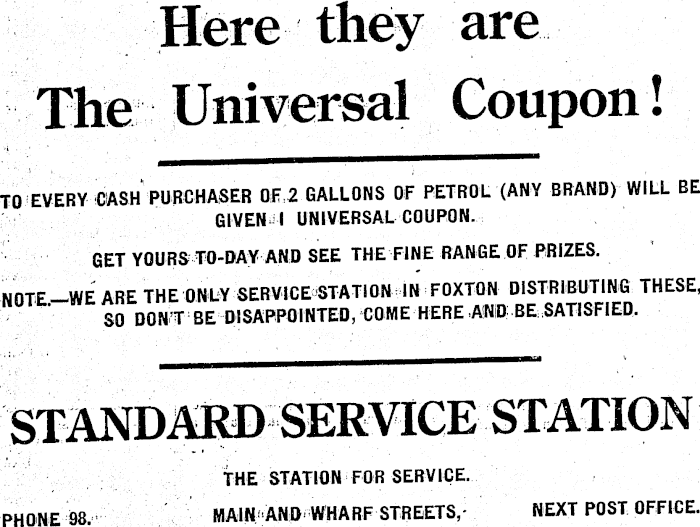 Here they are
The Universal Coupon!
TO EVERY CASH PURCHASER OF 2 GALLONS OF PETROL (ANY BRAND) WILL BE
GIVEN 1 UNIVERSAL COUPON.
GET YOURS TO-DAY AND SEE THE FINE RANGE OF PRIZES.
NOTE.—WE ARE THE ONLY SERVICE STATION IN FOXTON DISTRIBUTING THESE,
SO DON'T BE DISAPPOINTED, COME HERE AND BE SATISFIED.
STANDARD SERVICE STATION
THE STATION FOR SERVICE.
PHONE 98. MAIN AND WHARF STREETS, NEXT POST OFFICE.